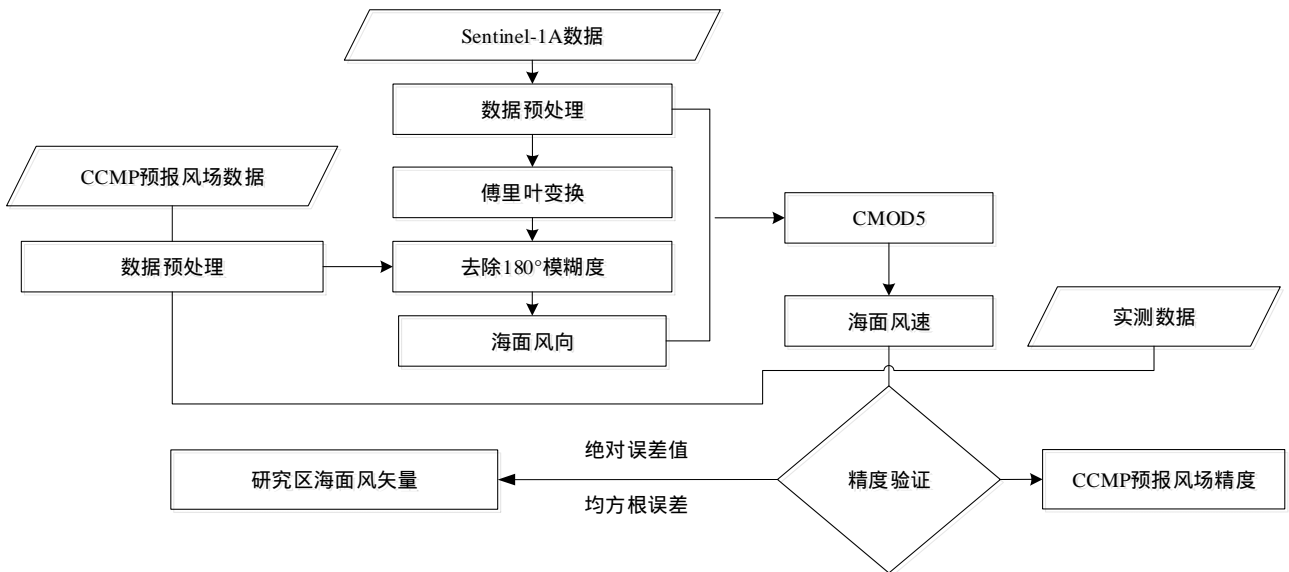 Sentinel-1A数据
数据预处理
CCMP预报风场数据
傅里叶变换
CMOD5
数据预处理
去除180°模糊度
海面风向
海面风速
实测数据
绝对误差值
研究区海面风矢量
均方根误差
精度验证
CCMP预报风场精度